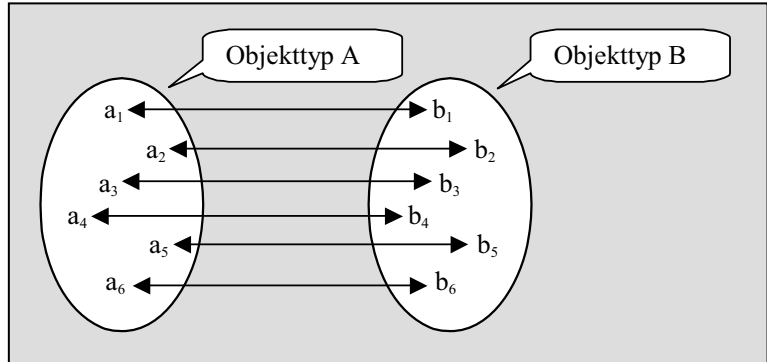 Objekttyp A Objekttyp B
a₁ b₁
a₂ b₂
a₃ b₃
a₄ b₄
a₅ b₅
a₆ b₆